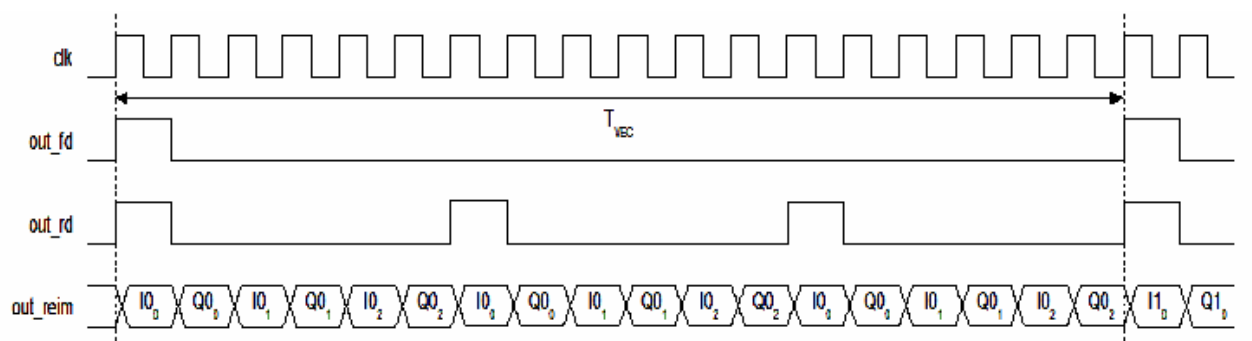 clk
T_VEC
out_fd
out_rd
out_reim I0_0 Q0_0 I0_1 Q0_1 I0_2 Q0_2 I0_0 Q0_0 I0_1 Q0_1 I0_2 Q0_2 I0_0 Q0_0 I0_1 Q0_1 I0_2 Q0_2 I1_0 Q1_0